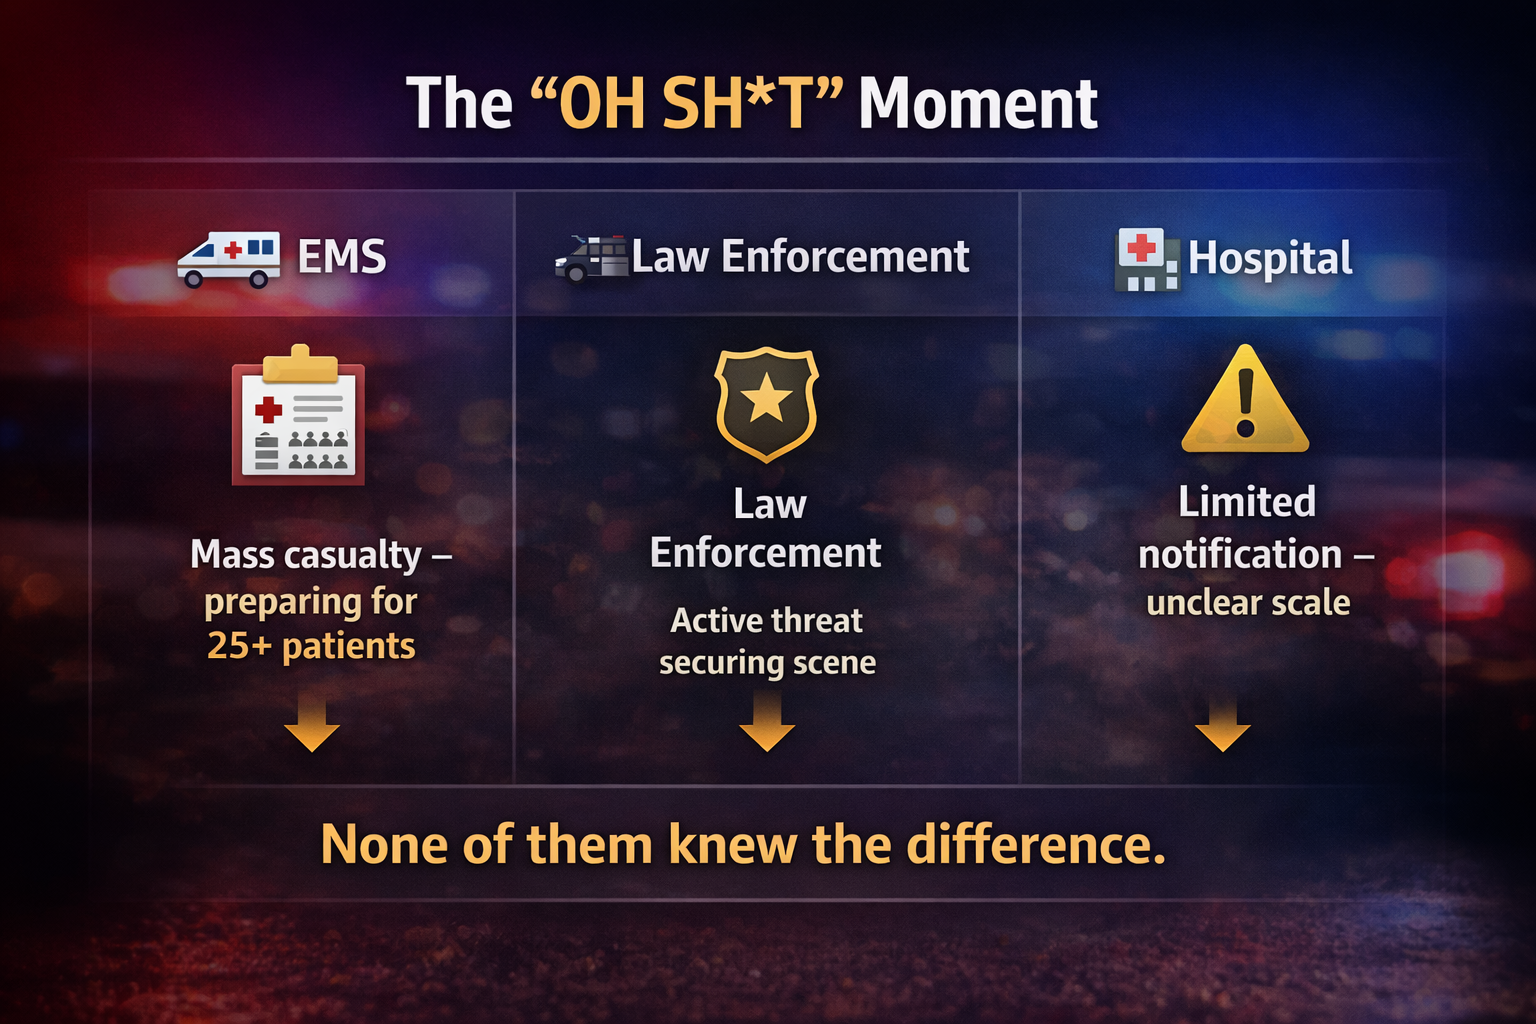 The “OH SH*T” Moment
EMS
Law Enforcement
Hospital
Mass casualty –
preparing for
25+ patients
Law
Enforcement
Active threat
securing scene
Limited
notification –
unclear scale
None of them knew the difference.